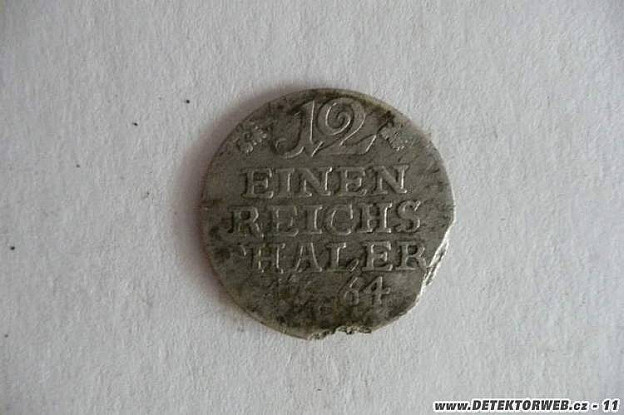 12
EINEN
REICHS
THALER
64
www.DETEKTORWEB.cz - 11